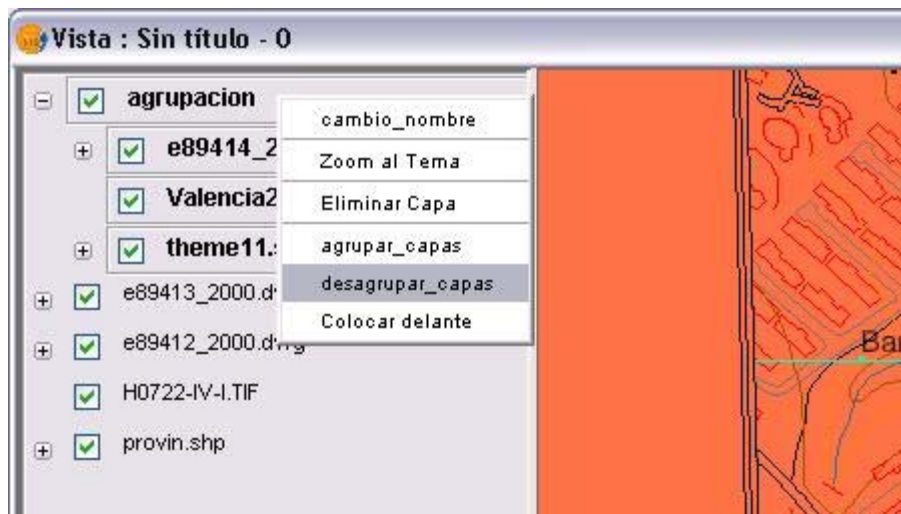 Vista : Sin título - 0
agrupacion
cambio_nombre
e89414_2
Zoom al Tema
Valencia2
Eliminar Capa
theme11.
agrupar_capas
desagrupar_capas
e89413_2000.d
Colocar delante
e89412_2000.dwg
Bar
H0722-IV-I.TIF
provin.shp